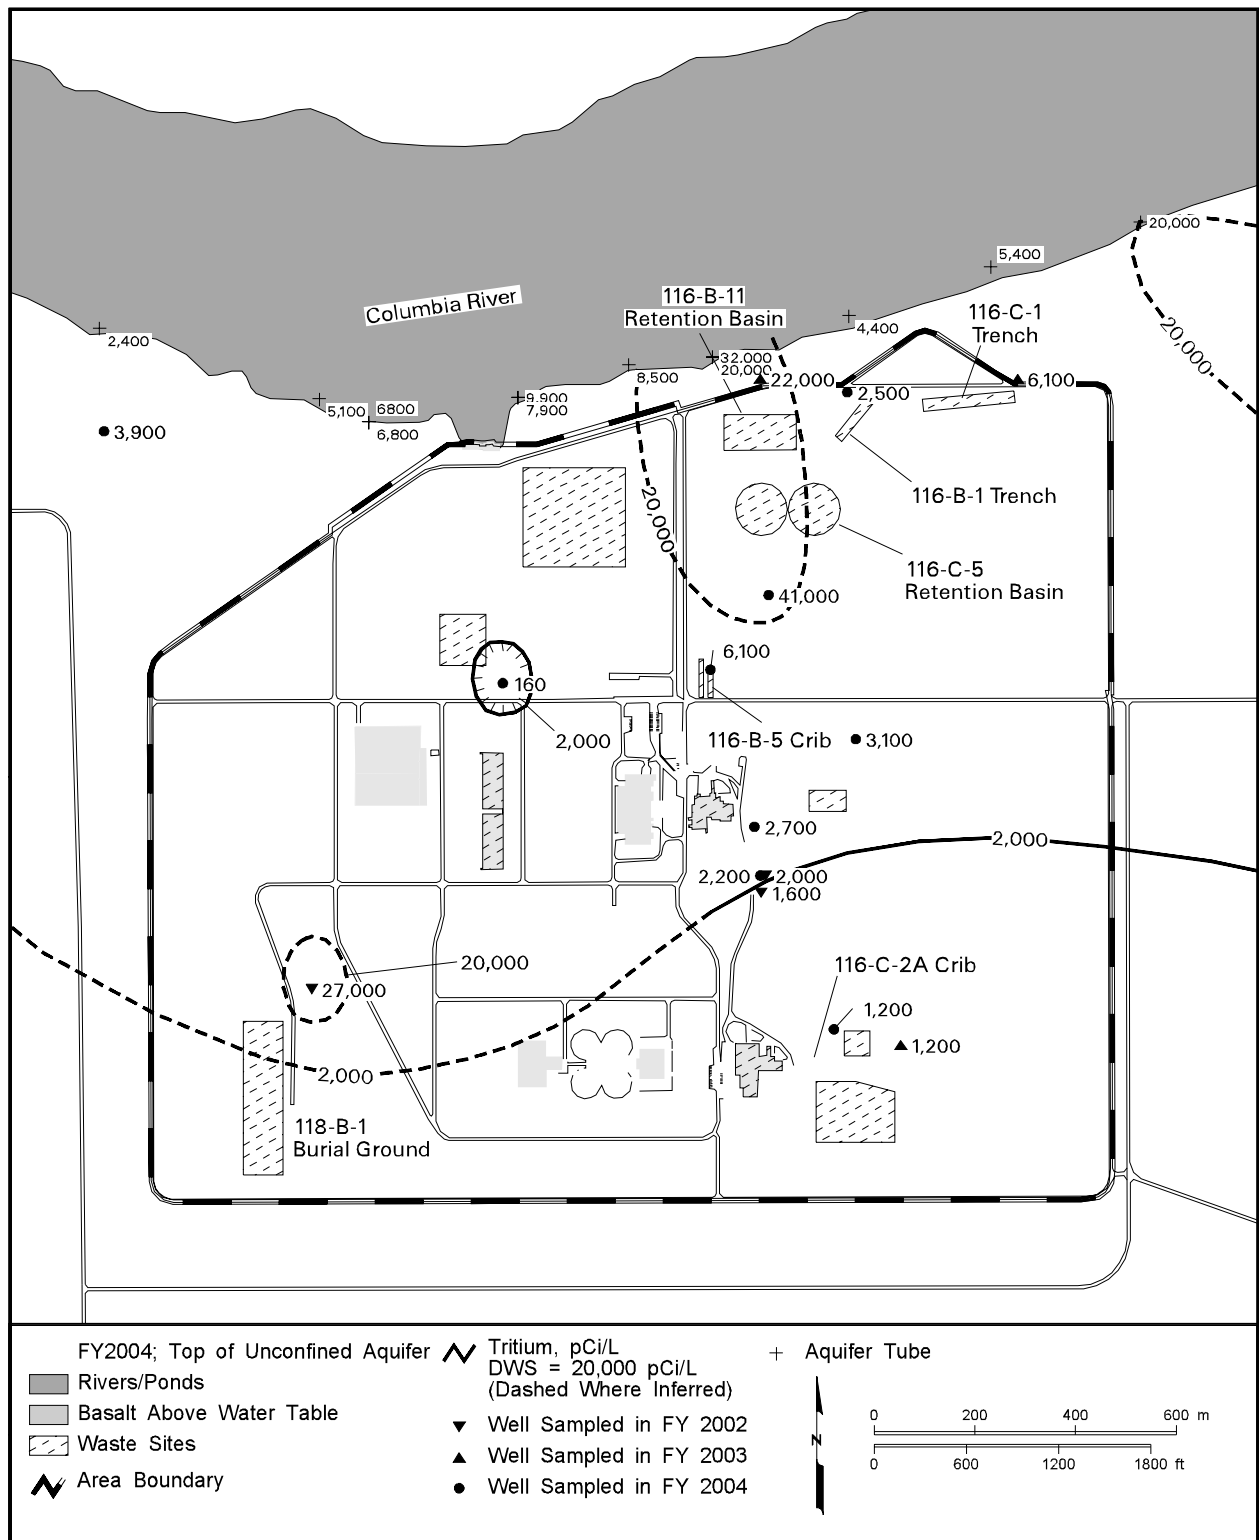 20,000
5,400
Columbia River
116-B-11
Retention Basin
116-C-1
Trench
2,400
4,400
20,000
32,000
20,000
8,500
22,000
6,100
2,500
9,900
7,900
5,100
6800
6,800
3,900
116-B-1 Trench
20,000
116-C-5
Retention Basin
41,000
6,100
160
2,000
116-B-5 Crib
3,100
2,700
2,000
2,200
2,000
1,600
20,000
27,000
116-C-2A Crib
1,200
1,200
2,000
118-B-1
Burial Ground
FY2004; Top of Unconfined Aquifer
Rivers/Ponds
Basalt Above Water Table
Waste Sites
Area Boundary
Tritium, pCi/L
DWS = 20,000 pCi/L
(Dashed Where Inferred)
Well Sampled in FY 2002
Well Sampled in FY 2003
Well Sampled in FY 2004
Aquifer Tube
N
0 200 400 600 m
0 600 1200 1800 ft